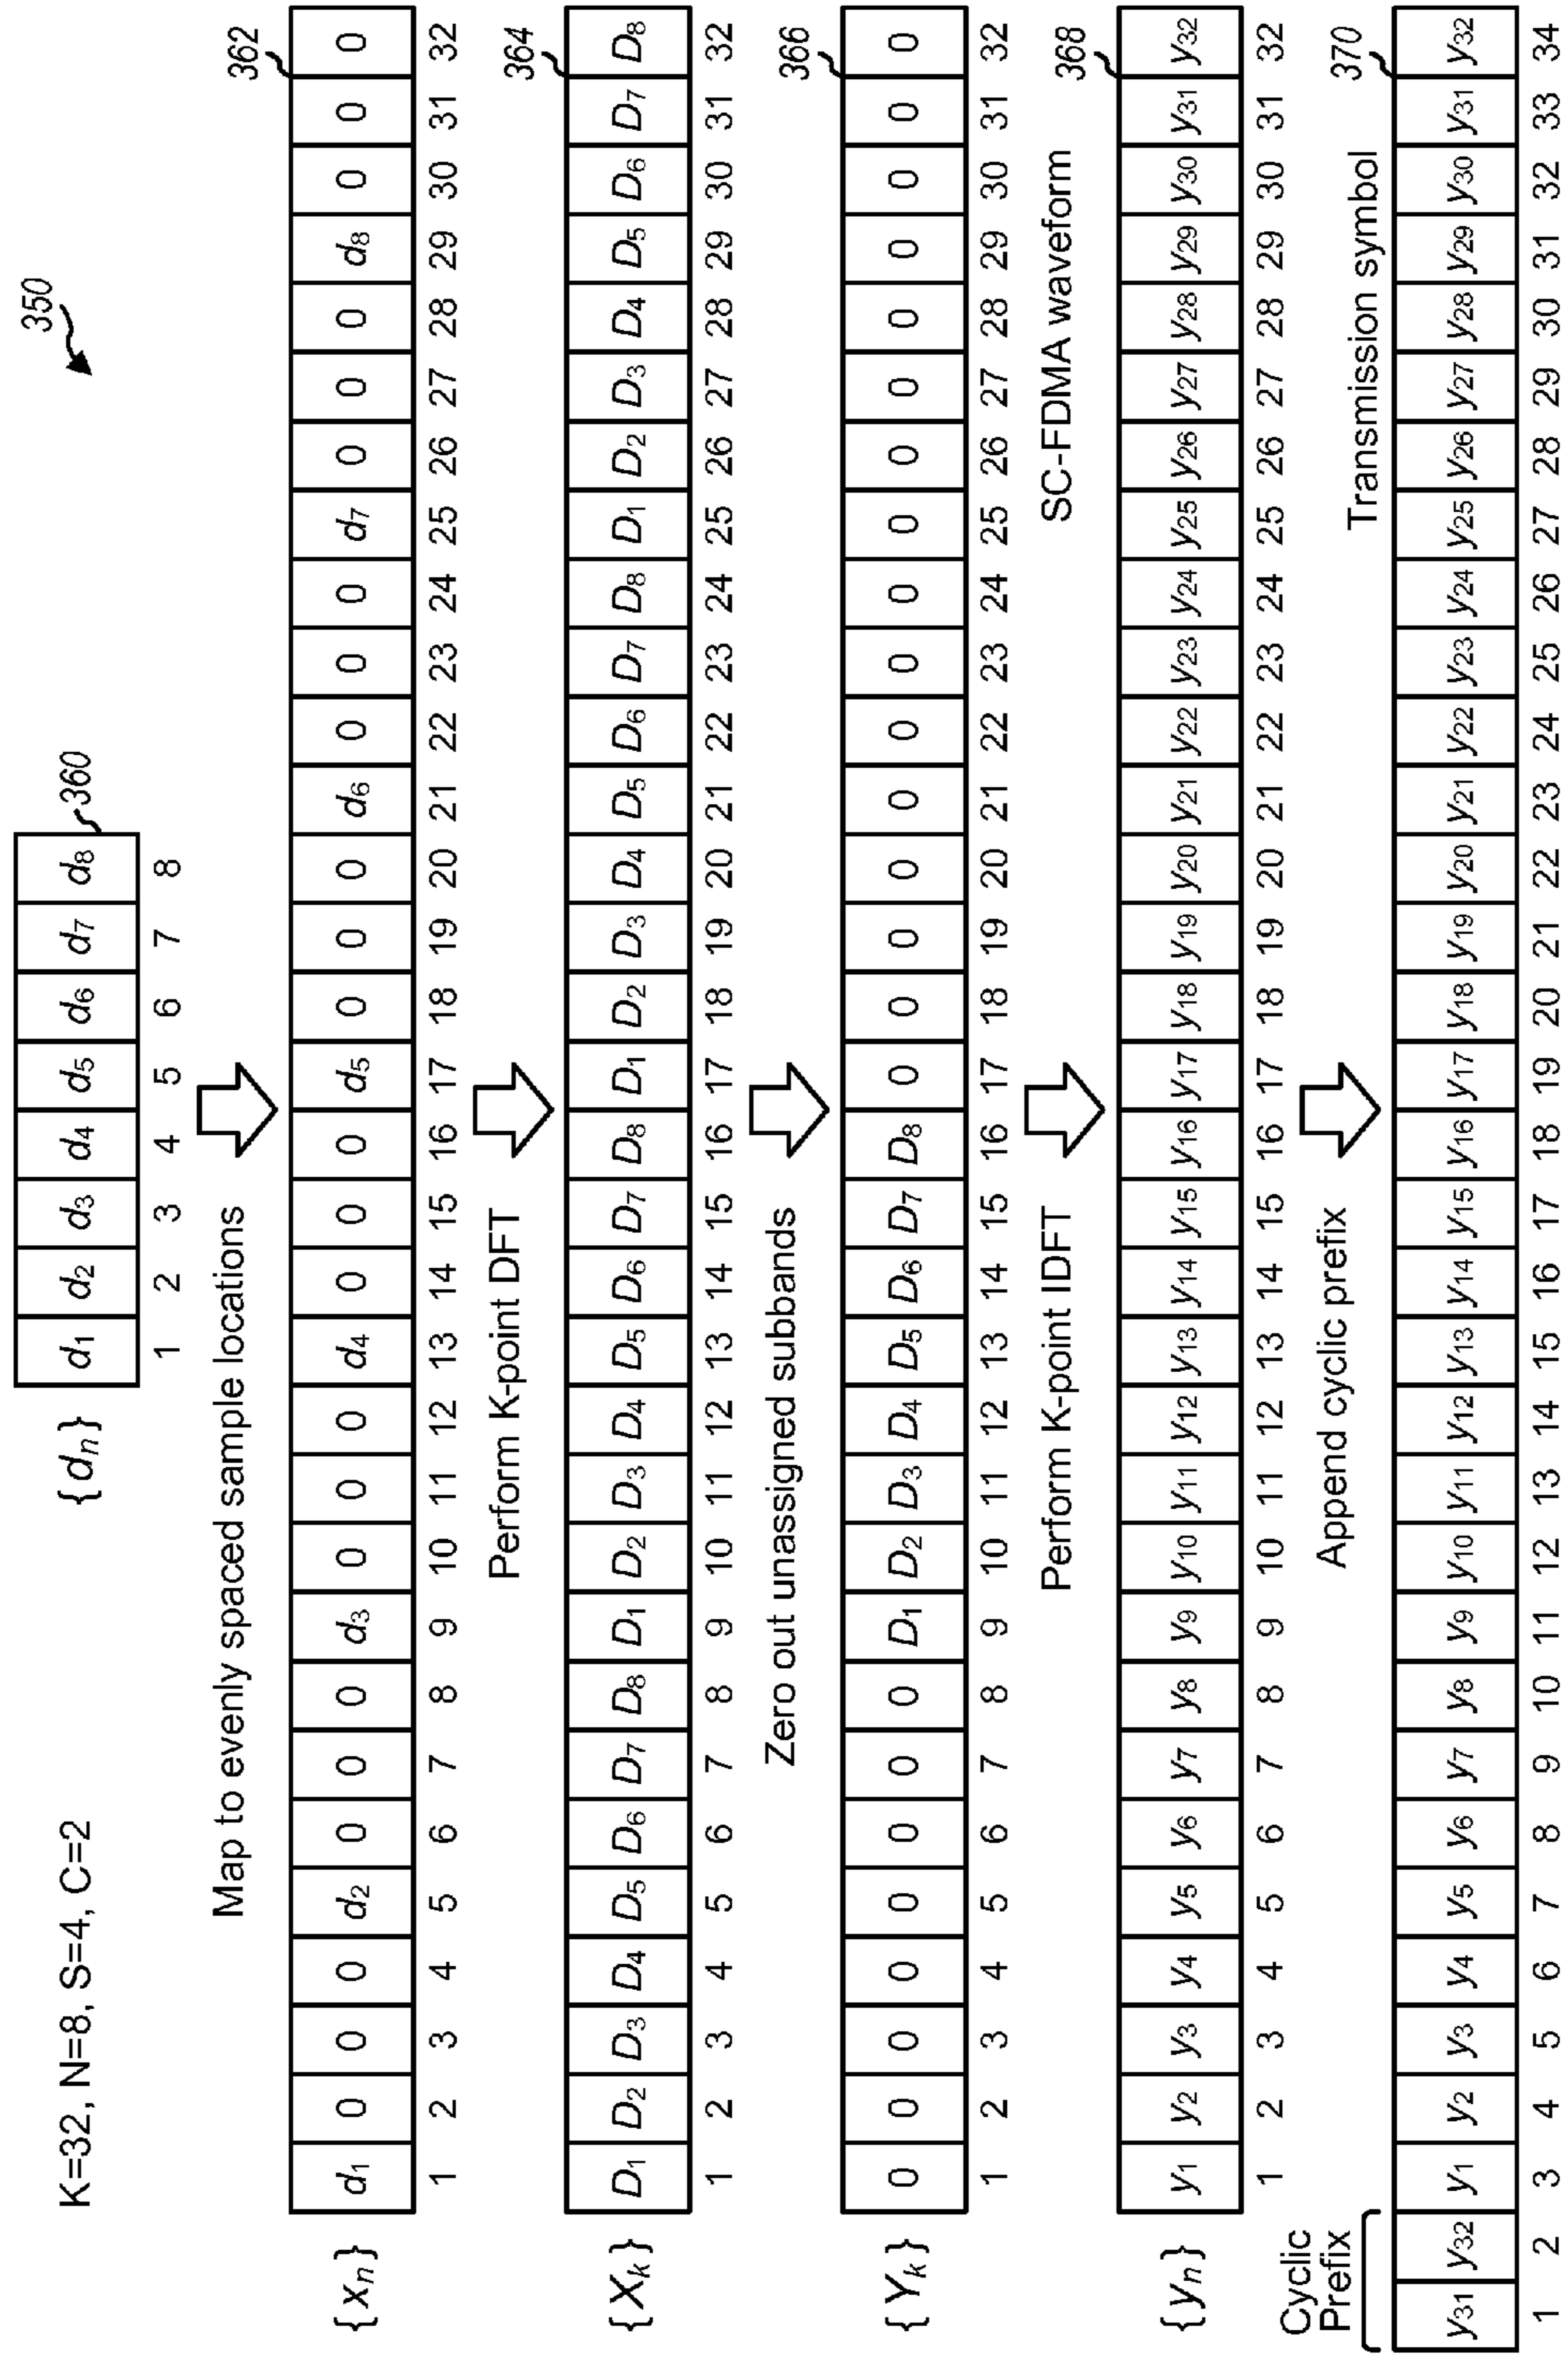 350
K=32, N=8, S=4, C=2
{dn} d1 d2 d3 d4 d5 d6 d7 d8 360
1 2 3 4 5 6 7 8
Map to evenly spaced sample locations
362
{xn} d1 0 0 0 d2 0 0 0 d3 0 0 0 d4 0 0 0 d5 0 0 0 d6 0 0 0 d7 0 0 0 d8 0 0 0
1 2 3 4 5 6 7 8 9 10 11 12 13 14 15 16 17 18 19 20 21 22 23 24 25 26 27 28 29 30 31 32
Perform K-point DFT
364
{Xk} D1 D2 D3 D4 D5 D6 D7 D8 D1 D2 D3 D4 D5 D6 D7 D8 D1 D2 D3 D4 D5 D6 D7 D8 D1 D2 D3 D4 D5 D6 D7 D8
1 2 3 4 5 6 7 8 9 10 11 12 13 14 15 16 17 18 19 20 21 22 23 24 25 26 27 28 29 30 31 32
Zero out unassigned subbands
366
{Yk} 0 0 0 0 0 0 0 0 D1 D2 D3 D4 D5 D6 D7 D8 0 0 0 0 0 0 0 0 0 0 0 0 0 0 0 0
1 2 3 4 5 6 7 8 9 10 11 12 13 14 15 16 17 18 19 20 21 22 23 24 25 26 27 28 29 30 31 32
Perform K-point IDFT
SC-FDMA waveform
368
{yn} y1 y2 y3 y4 y5 y6 y7 y8 y9 y10 y11 y12 y13 y14 y15 y16 y17 y18 y19 y20 y21 y22 y23 y24 y25 y26 y27 y28 y29 y30 y31 y32
1 2 3 4 5 6 7 8 9 10 11 12 13 14 15 16 17 18 19 20 21 22 23 24 25 26 27 28 29 30 31 32
Cyclic
Prefix
Append cyclic prefix
Transmission symbol
370
y31 y32 y1 y2 y3 y4 y5 y6 y7 y8 y9 y10 y11 y12 y13 y14 y15 y16 y17 y18 y19 y20 y21 y22 y23 y24 y25 y26 y27 y28 y29 y30 y31 y32
1 2 3 4 5 6 7 8 9 10 11 12 13 14 15 16 17 18 19 20 21 22 23 24 25 26 27 28 29 30 31 32 33 34